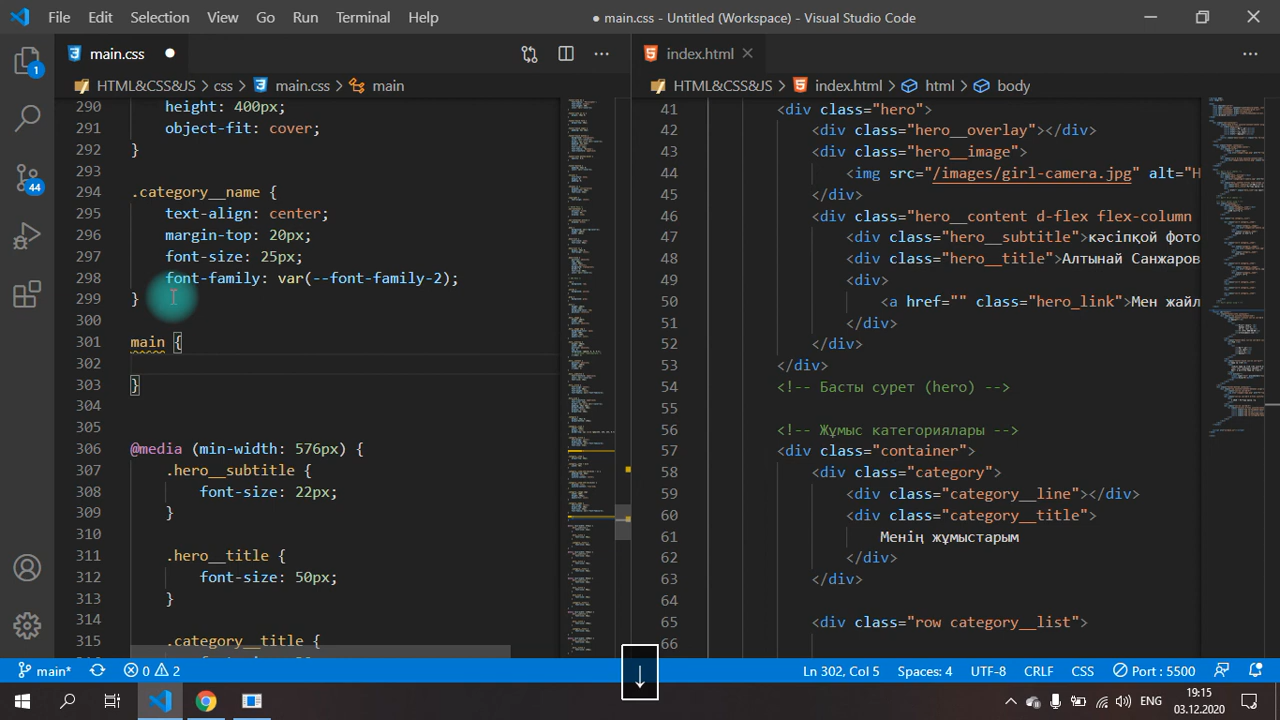 File Edit Selection View Go Run Terminal Help
● main.css - Untitled (Workspace) - Visual Studio Code
main.css ●
index.html
HTML&CSS&JS > css > main.css > main
HTML&CSS&JS > index.html > html > body
290 height: 400px;
291 object-fit: cover;
292 }
293
294 .category__name {
295 text-align: center;
296 margin-top: 20px;
297 font-size: 25px;
298 font-family: var(--font-family-2);
299 }
300
301 main {
302
303 }
304
305
306 @media (min-width: 576px) {
307 .hero__subtitle {
308 font-size: 22px;
309 }
310
311 .hero__title {
312 font-size: 50px;
313 }
314
315 .category__title {
41 <div class="hero">
42 <div class="hero__overlay"></div>
43 <div class="hero__image">
44 <img src="/images/girl-camera.jpg" alt="H
45 </div>
46 <div class="hero__content d-flex flex-column
47 <div class="hero__subtitle">кәсіпқой фото
48 <div class="hero__title">Алтынай Санжаров
49 <div>
50 <a href="" class="hero_link">Мен жайл
51 </div>
52 </div>
53 </div>
54 <!-- Басты сурет (hero) -->
55
56 <!-- Жұмыс категориялары -->
57 <div class="container">
58 <div class="category">
59 <div class="category__line"></div>
60 <div class="category__title">
61 Менің жұмыстарым
62 </div>
63 </div>
64
65 <div class="row category__list">
66
1
44
↓
main* 0 2 Ln 302, Col 5 Spaces: 4 UTF-8 CRLF CSS Port : 5500
ENG 19:15
03.12.2020